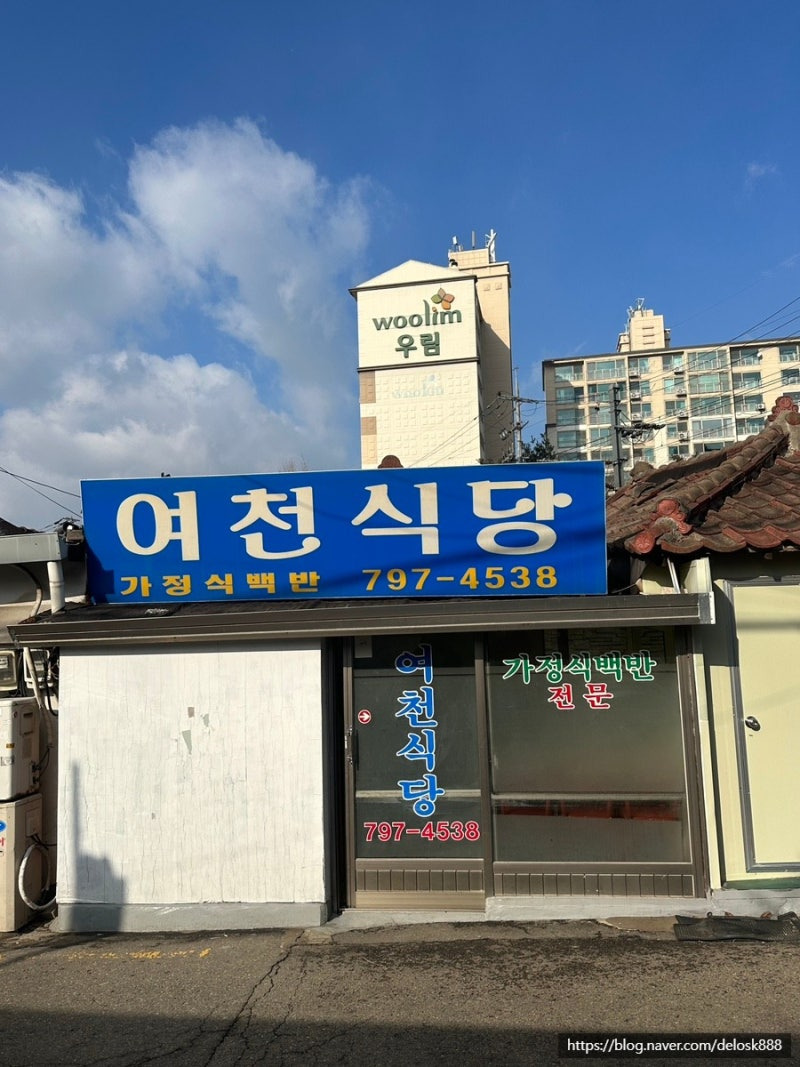 woolim
우림
woolim
여천식당
가정식백반 797-4538
여천식당
797-4538
가정식백반
전문
https://blog.naver.com/delosk888